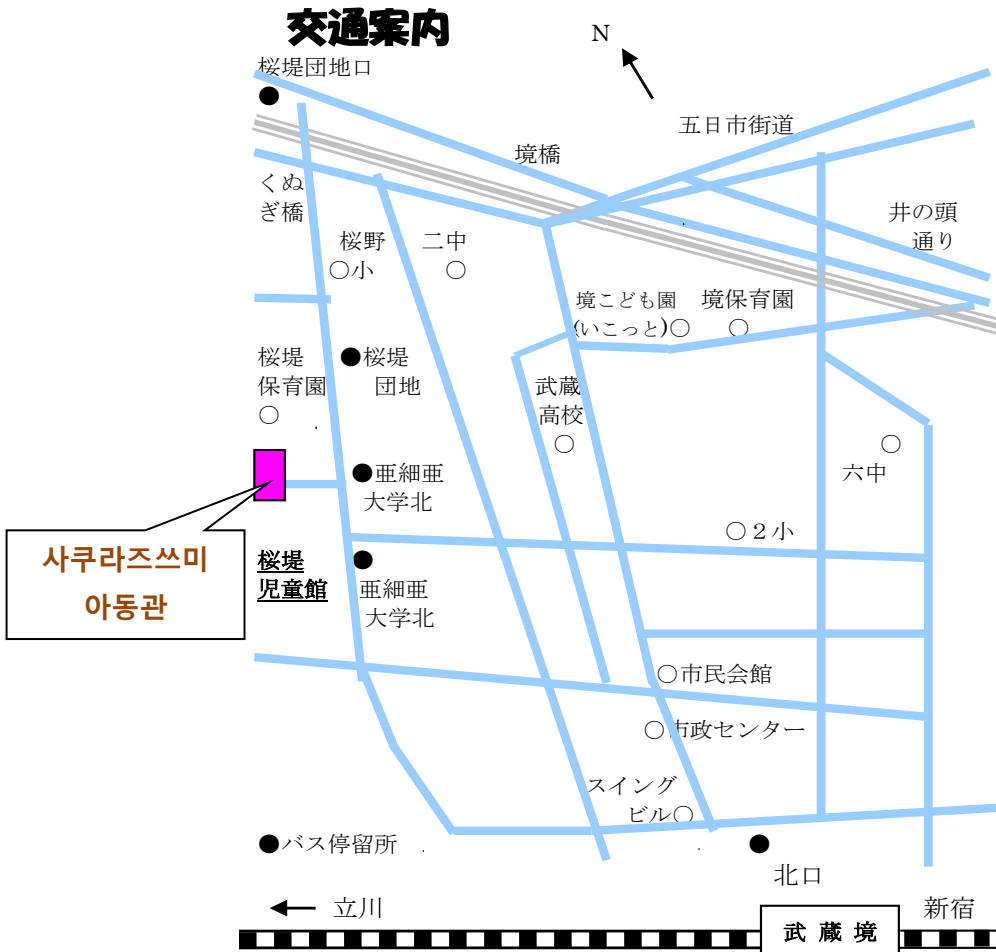 交通案内
N
桜堤団地口
五日市街道
境橋
くぬ
ぎ橋
井の頭
通り
桜野
○小
二中
○
境こども園
(いこっと)○
境保育園
○
桜堤
保育園
○
●桜堤
団地
武蔵
高校
○
○
六中
●亜細亜
大学北
○２小
사쿠라즈쓰미
아동관
桜堤
児童館
亜細亜
大学北
○市民会館
○市政センター
スイング
ビル○
●バス停留所
北口
立川
新宿
武蔵境